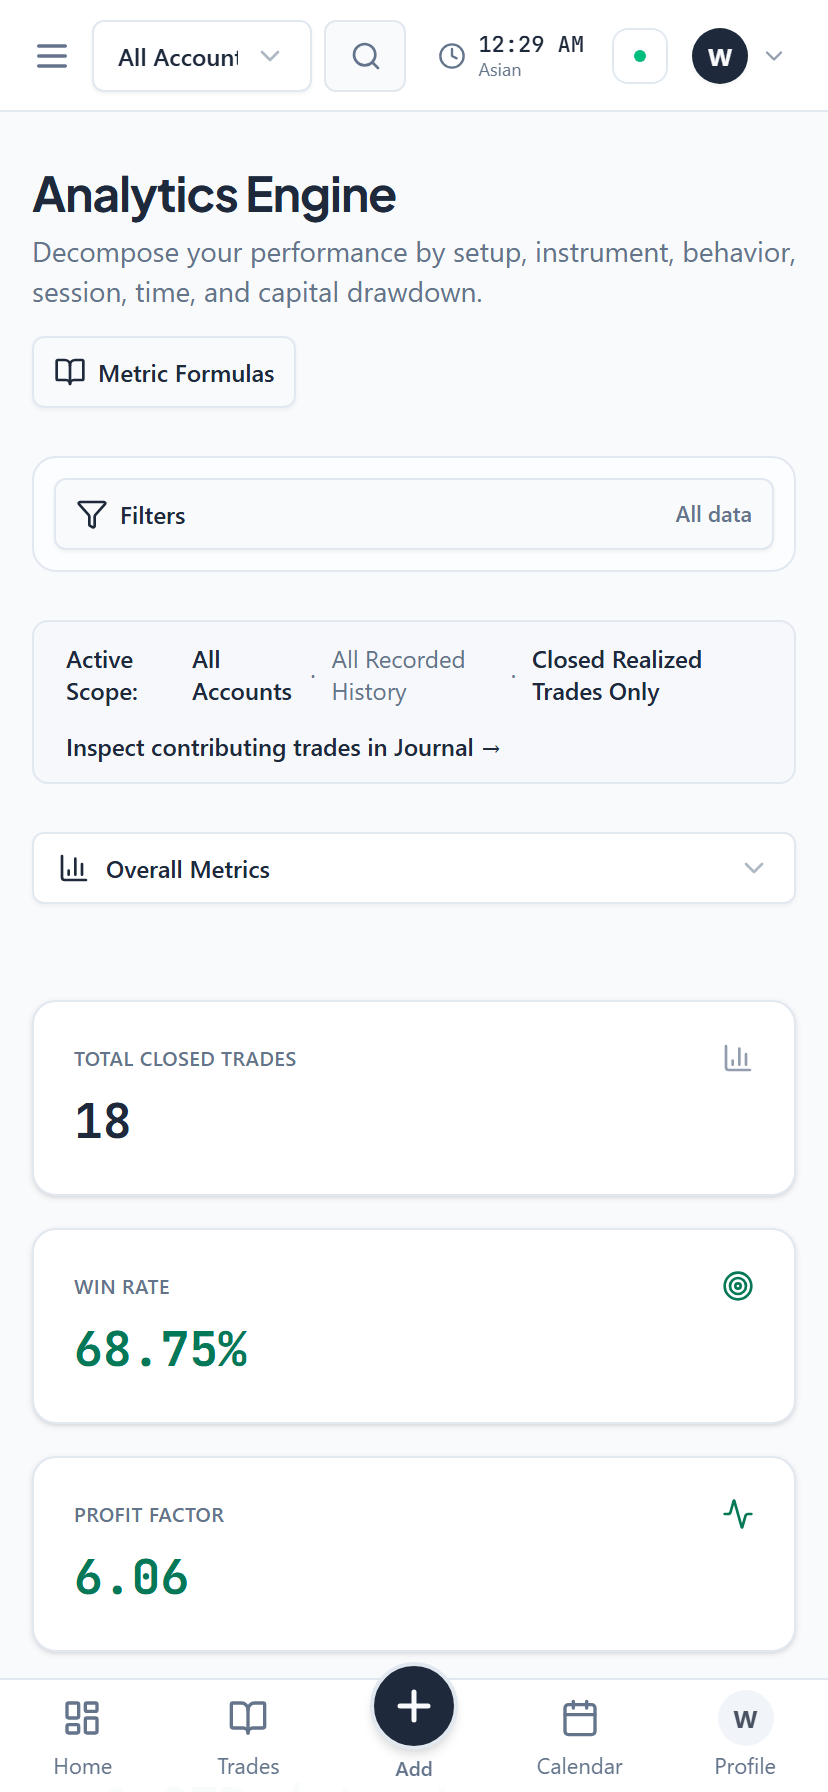 All Account
12:29 AM
Asian
W
Analytics Engine
Decompose your performance by setup, instrument, behavior,
session, time, and capital drawdown.
Metric Formulas
Filters
All data
Active Scope:
All Accounts
·
All Recorded History
·
Closed Realized Trades Only
Inspect contributing trades in Journal →
Overall Metrics
TOTAL CLOSED TRADES
18
WIN RATE
68.75%
PROFIT FACTOR
6.06
Home
Trades
Add
Calendar
W
Profile